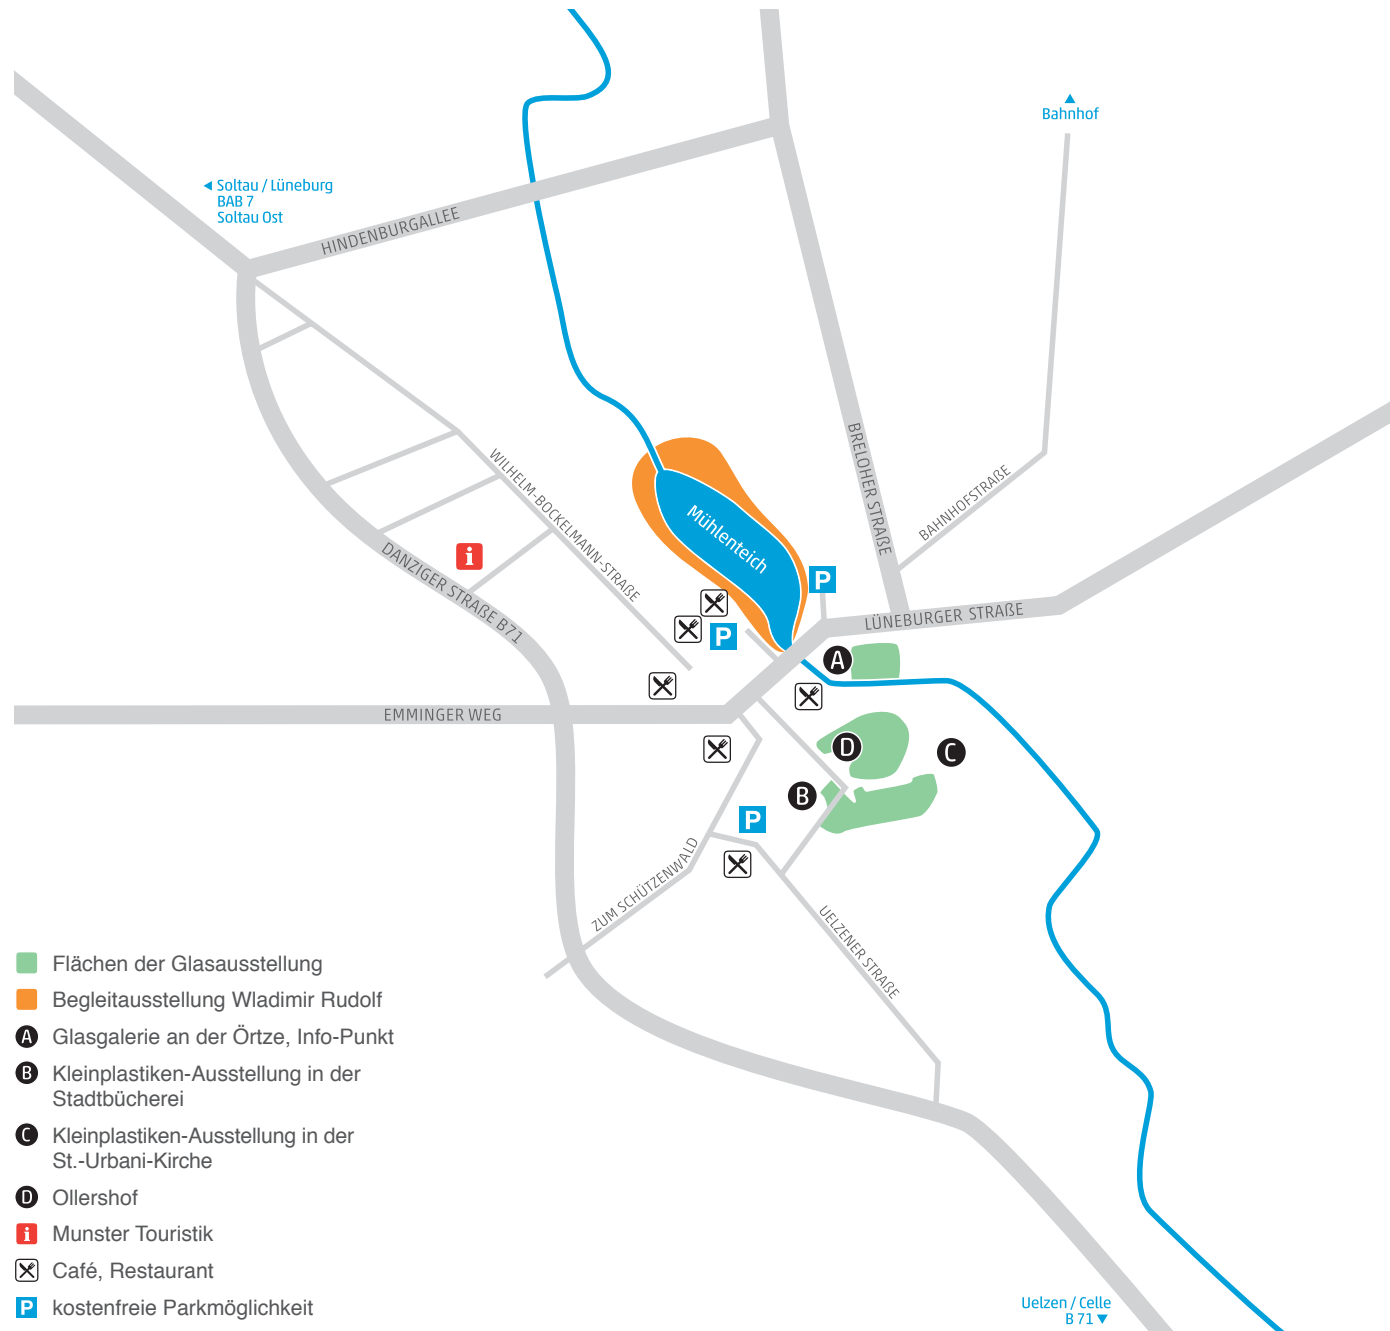 Bahnhof
Soltau / Lüneburg
BAB 7
Soltau Ost
HINDENBURGALLEE
BRELOHER STRASSE
WILHELM-BOCKELMANN-STRAßE
BAHNHOFSTRAßE
Mühlenteich
DANZIGER STRAßE B71
i
P
P
LÜNEBURGER STRAßE
A
EMMINGER WEG
D
C
B
P
ZUM SCHÜTZENWALD
UELZENER STRAßE
Flächen der Glasausstellung
Begleitausstellung Wladimir Rudolf
A Glasgalerie an der Örtze, Info-Punkt
B Kleinplastiken-Ausstellung in der
Stadtbücherei
C Kleinplastiken-Ausstellung in der
St.-Urbani-Kirche
D Ollershof
i Munster Touristik
Café, Restaurant
P kostenfreie Parkmöglichkeit
Uelzen / Celle
B 71